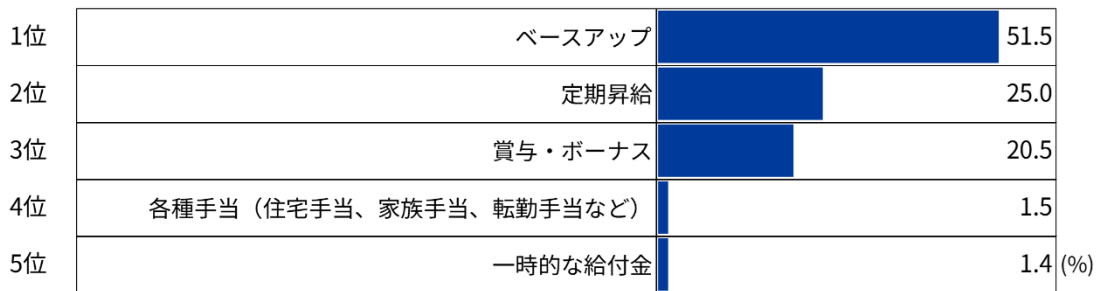 1位 ベースアップ 51.5
2位 定期昇給 25.0
3位 賞与・ボーナス 20.5
4位 各種手当（住宅手当、家族手当、転勤手当など） 1.5
5位 一時的な給付金 1.4 (%)